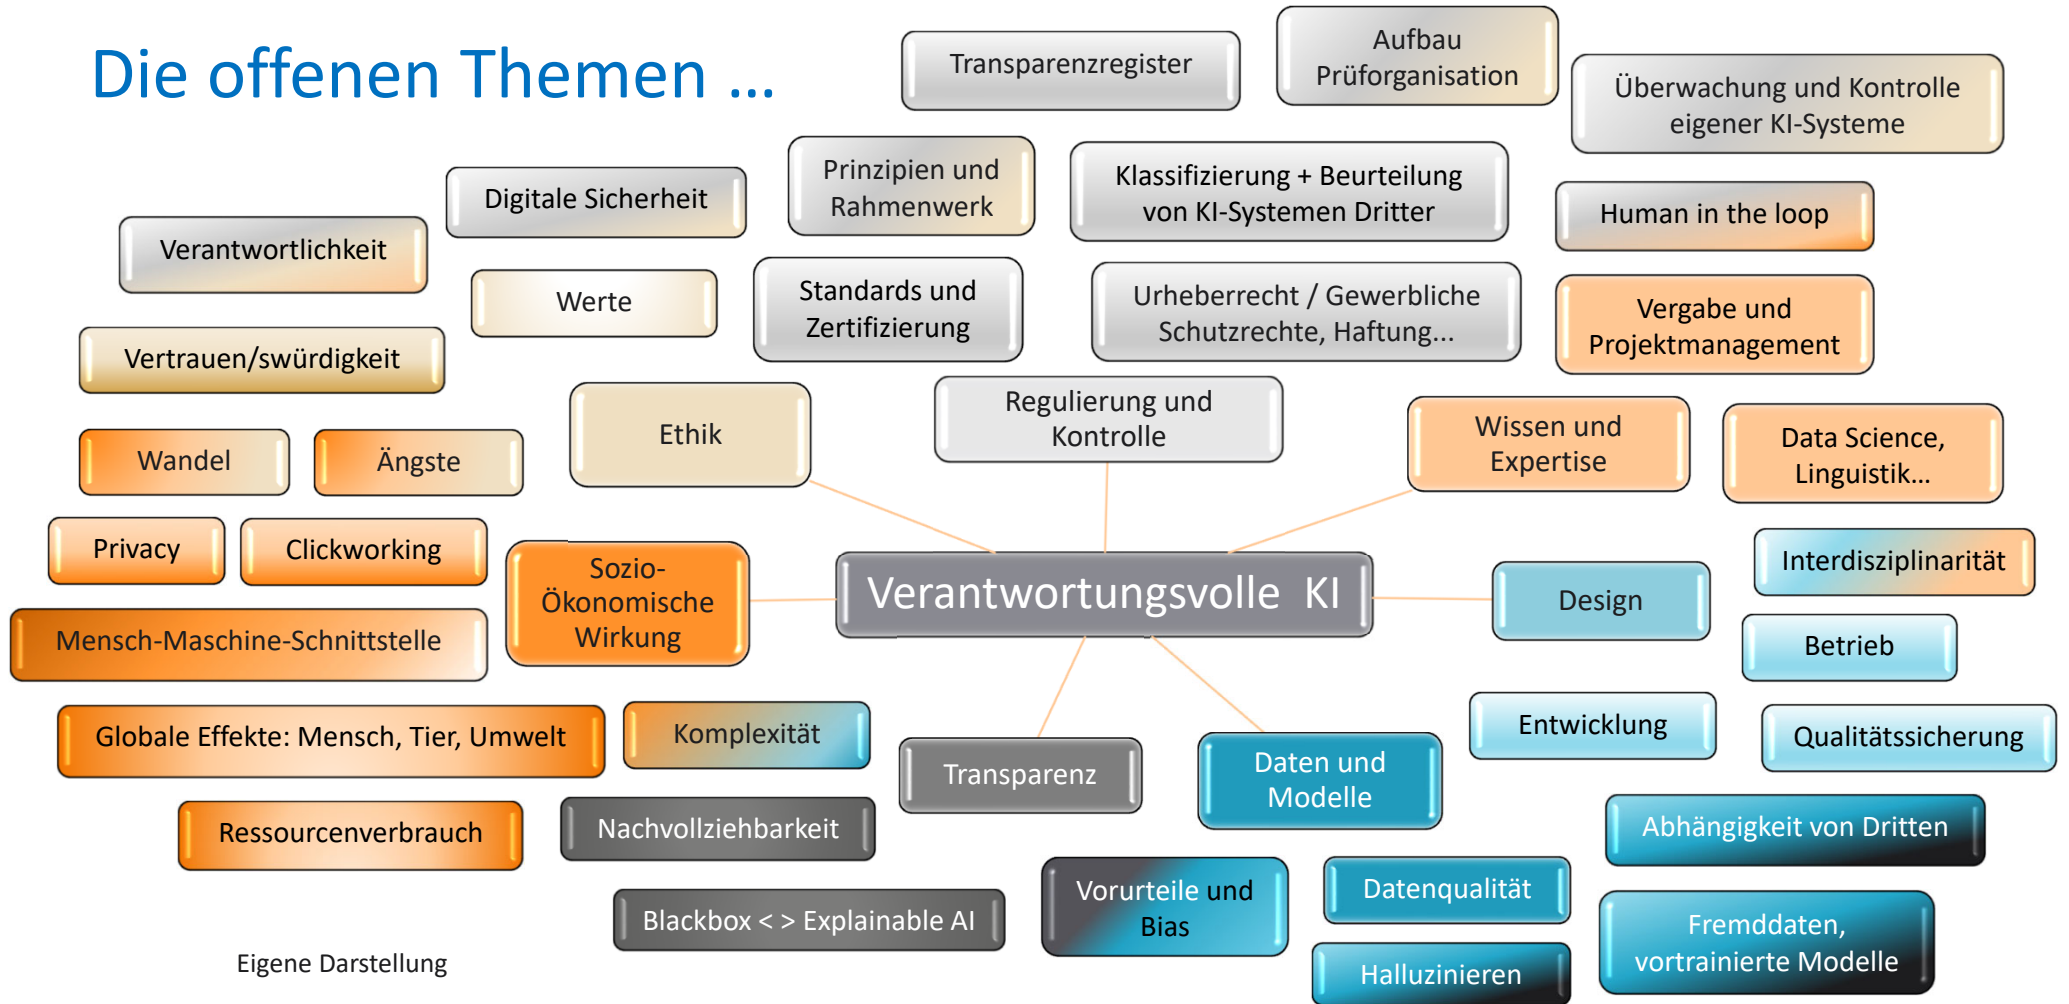 Die offenen Themen ...
Transparenzregister
Aufbau
Prüforganisation
Überwachung und Kontrolle
eigener KI-Systeme
Digitale Sicherheit
Prinzipien und
Rahmenwerk
Klassifizierung + Beurteilung
von KI-Systemen Dritter
Human in the loop
Verantwortlichkeit
Werte
Standards und
Zertifizierung
Urheberrecht / Gewerbliche
Schutzrechte, Haftung...
Vergabe und
Projektmanagement
Vertrauen/swürdigkeit
Ethik
Regulierung und
Kontrolle
Wissen und
Expertise
Data Science,
Linguistik...
Wandel
Ängste
Privacy
Clickworking
Sozio-
Ökonomische
Wirkung
Verantwortungsvolle KI
Design
Interdisziplinarität
Mensch-Maschine-Schnittstelle
Betrieb
Globale Effekte: Mensch, Tier, Umwelt
Komplexität
Transparenz
Daten und
Modelle
Entwicklung
Qualitätssicherung
Ressourcenverbrauch
Nachvollziehbarkeit
Abhängigkeit von Dritten
Blackbox < > Explainable AI
Vorurteile und
Bias
Datenqualität
Fremddaten,
vortrainierte Modelle
Halluzinieren
Eigene Darstellung